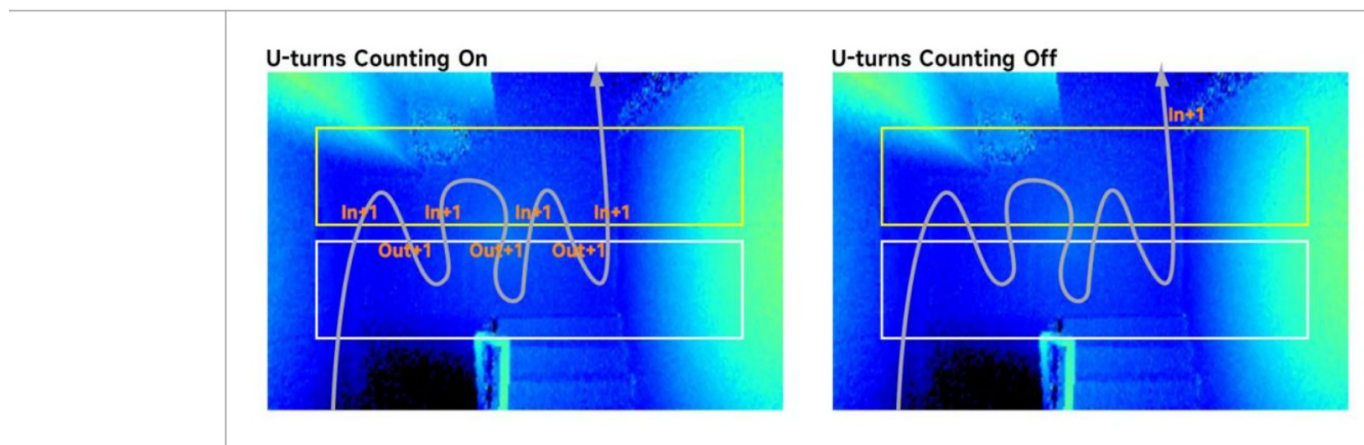 U-turns Counting On
In+1 In+1 In+1 In+1
Out+1 Out+1 Out+1
U-turns Counting Off
In+1